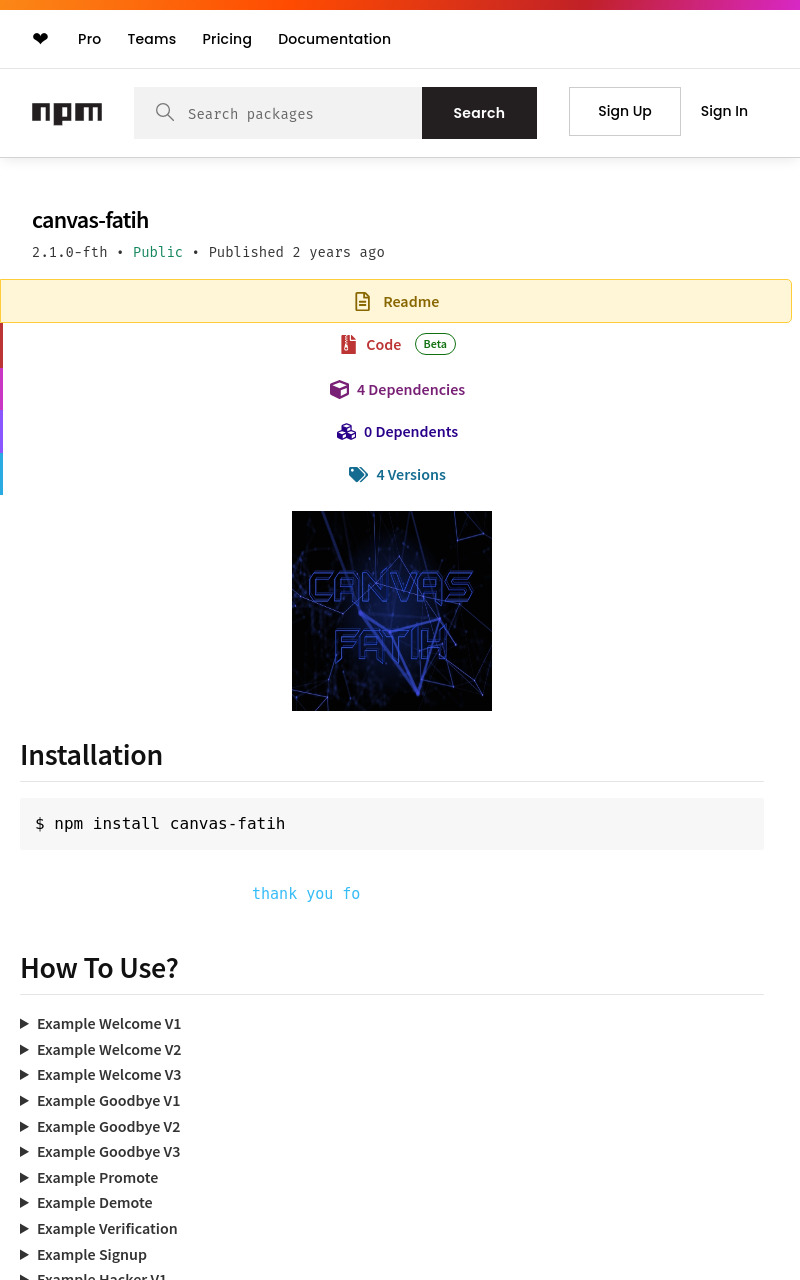 ❤ Pro Teams Pricing Documentation
npm Search packages Search Sign Up Sign In
canvas-fatih
2.1.0-fth • Public • Published 2 years ago
Readme
Code Beta
4 Dependencies
0 Dependents
4 Versions
CANVAS
FATIH
Installation
$ npm install canvas-fatih
thank you fo
How To Use?
Example Welcome V1
Example Welcome V2
Example Welcome V3
Example Goodbye V1
Example Goodbye V2
Example Goodbye V3
Example Promote
Example Demote
Example Verification
Example Signup
Example Hacker V1